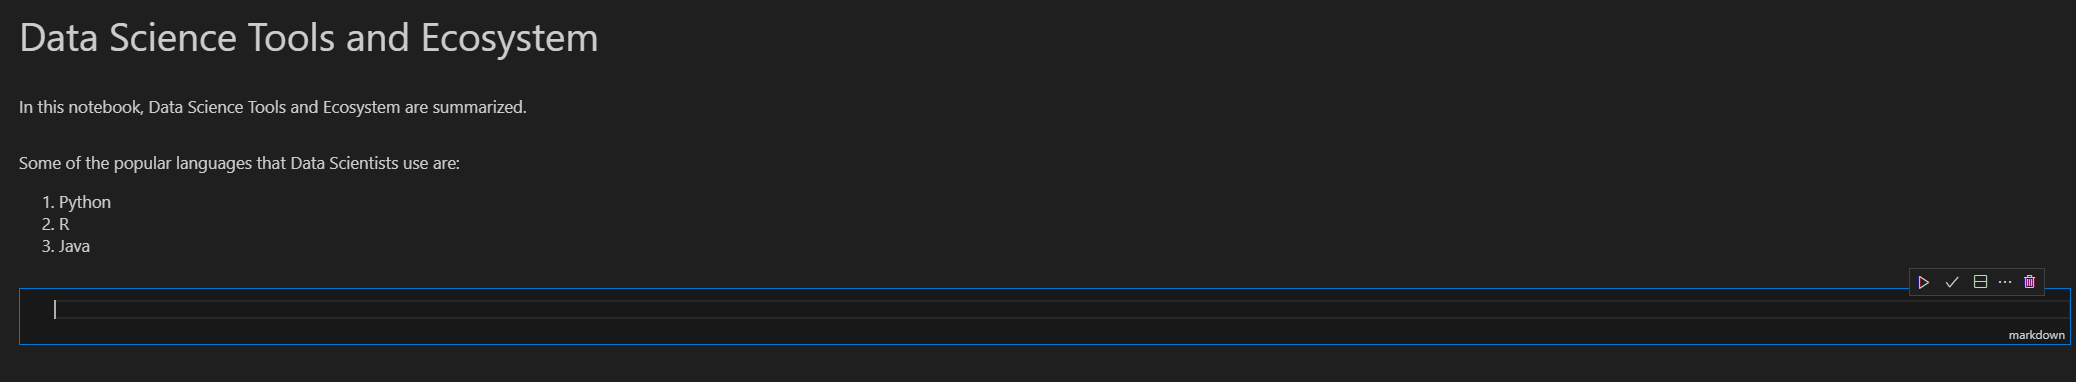 Data Science Tools and Ecosystem
In this notebook, Data Science Tools and Ecosystem are summarized.
Some of the popular languages that Data Scientists use are:
1. Python
2. R
3. Java
markdown